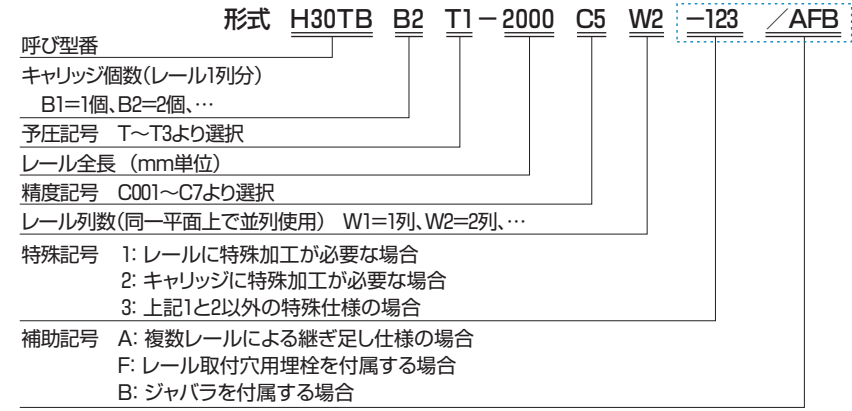 形式 H30TB B2 T1－2000 C5 W2 －123 ／AFB
呼び型番
キャリッジ個数(レール1列分)
B1＝1個、B2＝2個、…
予圧記号 T～T3より選択
レール全長 (mm単位)
精度記号 C001～C7より選択
レール列数(同一平面上で並列使用) W1＝1列、W2＝2列、…
特殊記号 1: レールに特殊加工が必要な場合
2: キャリッジに特殊加工が必要な場合
3: 上記1と2以外の特殊仕様の場合
補助記号 A: 複数レールによる継ぎ足し仕様の場合
F: レール取付穴用埋栓を付属する場合
B: ジャバラを付属する場合